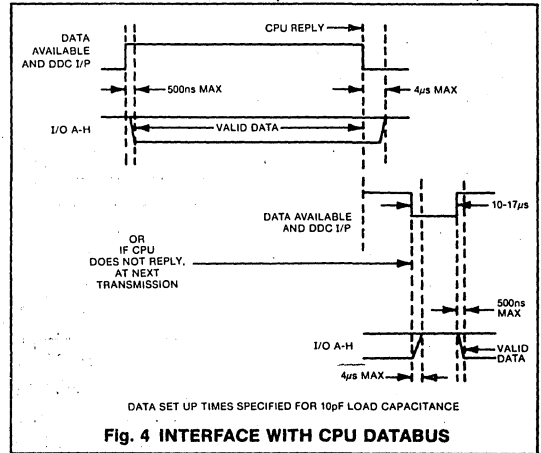 CPU REPLY
DATA
AVAILABLE
AND DDC I/P
500ns MAX
4µs MAX
I/O A-H
VALID DATA
10-17µs
DATA AVAILABLE
AND DDC I/P
OR
IF CPU
DOES NOT REPLY,
AT NEXT
TRANSMISSION
500ns
MAX
I/O A-H
VALID
DATA
4µs MAX
DATA SET UP TIMES SPECIFIED FOR 10pF LOAD CAPACITANCE
Fig. 4 INTERFACE WITH CPU DATABUS